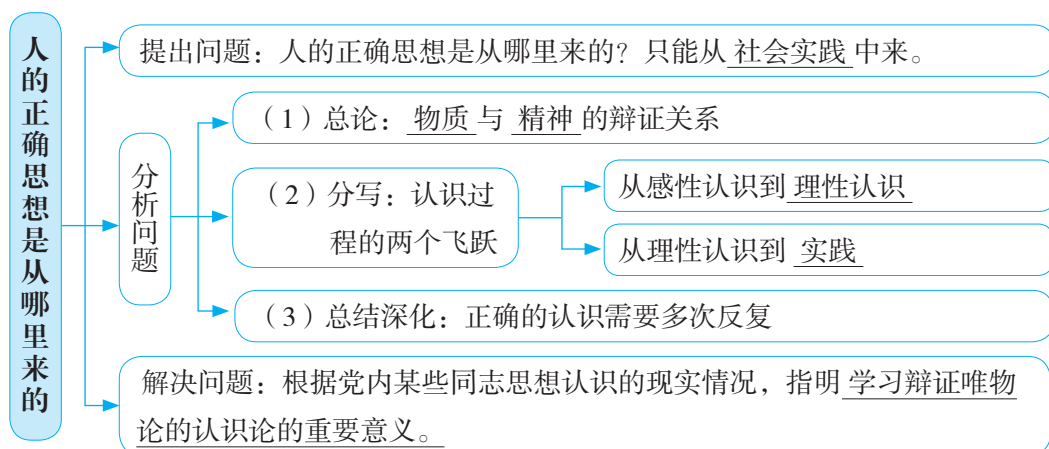 人的正确思想是从哪里来的
提出问题：人的正确思想是从哪里来的？只能从社会实践中来。
分析问题
（1）总论：物质与精神的辩证关系
（2）分写：认识过
程的两个飞跃
从感性认识到理性认识
从理性认识到实践
（3）总结深化：正确的认识需要多次反复
解决问题：根据党内某些同志思想认识的现实情况，指明学习辩证唯物
论的认识论的重要意义。